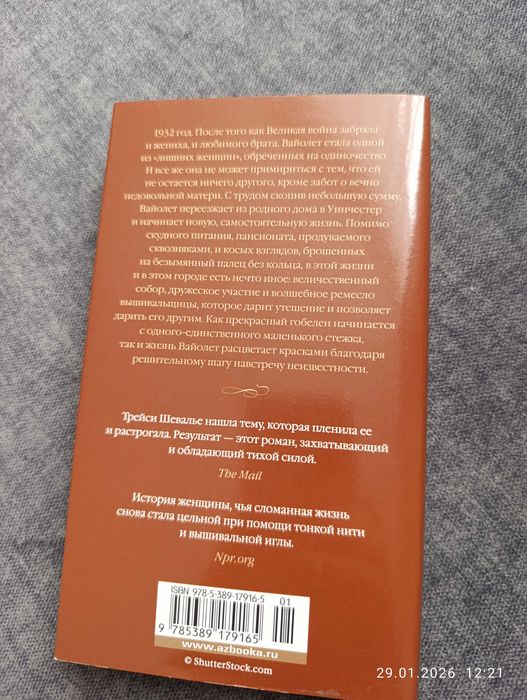 1932 год. После того как Великая война забрала
и жениха, и любимого брата, Вайолет стала одной
из «лишних женщин», обреченных на одиночество.
И все же она не может примириться с тем, что ей
не остается ничего другого, кроме забот о вечно
недовольной матери. С трудом скопив небольшую сумму,
Вайолет переезжает из родного дома в Уинчестер
и начинает новую, самостоятельную жизнь. Помимо
скудного питания, пансионата, продуваемого
сквозняками, и косых взглядов, брошенных
на безымянный палец без кольца, в этой жизни
и в этом городе есть нечто иное: величественный
собор, дружеское участие и волшебное ремесло
вышивальщицы, которое дарит утешение и позволяет
дарить его другим. Как прекрасный гобелен начинается
с одного-единственного маленького стежка,
так и жизнь Вайолет расцветает красками благодаря
решительному шагу навстречу неизвестности.
Трейси Шевалье нашла тему, которая пленила ее
и растрогала. Результат — этот роман, захватывающий
и обладающий тихой силой.
The Mail
История женщины, чья сломанная жизнь
снова стала цельной при помощи тонкой нити
и вышивальной иглы.
Npr.org
ISBN 978-5-389-17916-5
01
9 785389 179165
www.azbooka.ru
© ShutterStock.com
29.01.2026 12:21